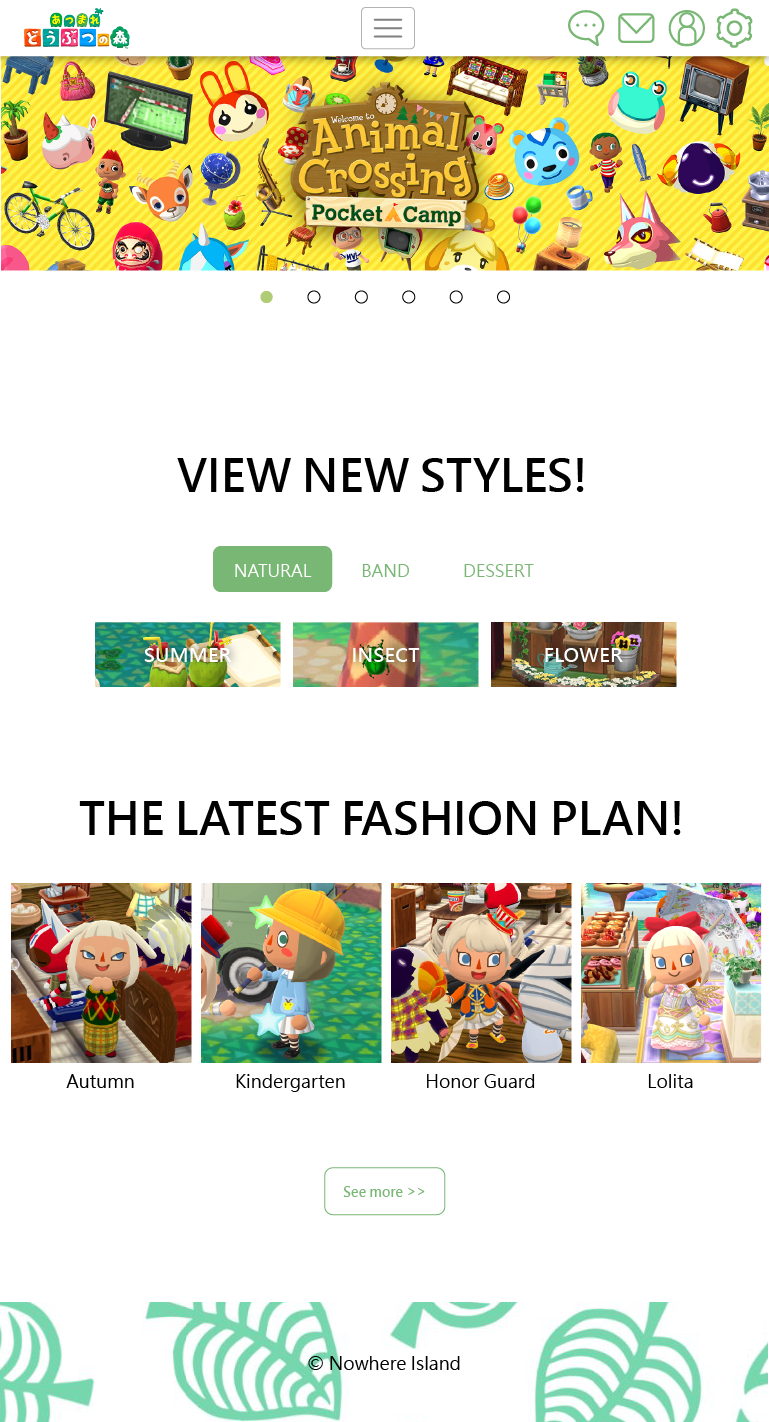 あつまれ
どうぶつの森
Welcome to
Animal
Crossing
Pocket Camp
VIEW NEW STYLES!
NATURAL BAND DESSERT
SUMMER INSECT FLOWER
THE LATEST FASHION PLAN!
Autumn Kindergarten Honor Guard Lolita
See more >>
© Nowhere Island